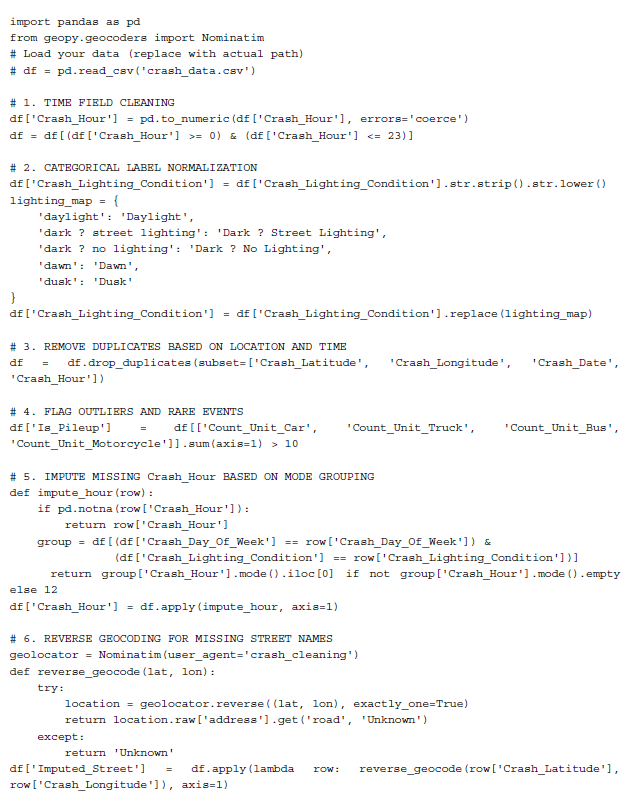 import pandas as pd
from geopy.geocoders import Nominatim
# Load your data (replace with actual path)
# df = pd.read_csv('crash_data.csv')

# 1. TIME FIELD CLEANING
df['Crash_Hour'] = pd.to_numeric(df['Crash_Hour'], errors='coerce')
df = df[(df['Crash_Hour'] >= 0) & (df['Crash_Hour'] <= 23)]

# 2. CATEGORICAL LABEL NORMALIZATION
df['Crash_Lighting_Condition'] = df['Crash_Lighting_Condition'].str.strip().str.lower()
lighting_map = {
    'daylight': 'Daylight',
    'dark ? street lighting': 'Dark ? Street Lighting',
    'dark ? no lighting': 'Dark ? No Lighting',
    'dawn': 'Dawn',
    'dusk': 'Dusk'
}
df['Crash_Lighting_Condition'] = df['Crash_Lighting_Condition'].replace(lighting_map)

# 3. REMOVE DUPLICATES BASED ON LOCATION AND TIME
df = df.drop_duplicates(subset=['Crash_Latitude', 'Crash_Longitude', 'Crash_Date',
'Crash_Hour'])

# 4. FLAG OUTLIERS AND RARE EVENTS
df['Is_Pileup'] = df[['Count_Unit_Car', 'Count_Unit_Truck', 'Count_Unit_Bus',
'Count_Unit_Motorcycle']].sum(axis=1) > 10

# 5. IMPUTE MISSING Crash_Hour BASED ON MODE GROUPING
def impute_hour(row):
    if pd.notna(row['Crash_Hour']):
        return row['Crash_Hour']
    group = df[(df['Crash_Day_Of_Week'] == row['Crash_Day_Of_Week']) &
               (df['Crash_Lighting_Condition'] == row['Crash_Lighting_Condition'])]
    return group['Crash_Hour'].mode().iloc[0] if not group['Crash_Hour'].mode().empty
else 12
df['Crash_Hour'] = df.apply(impute_hour, axis=1)

# 6. REVERSE GEOCODING FOR MISSING STREET NAMES
geolocator = Nominatim(user_agent='crash_cleaning')
def reverse_geocode(lat, lon):
    try:
        location = geolocator.reverse((lat, lon), exactly_one=True)
        return location.raw['address'].get('road', 'Unknown')
    except:
        return 'Unknown'
df['Imputed_Street'] = df.apply(lambda row: reverse_geocode(row['Crash_Latitude'],
row['Crash_Longitude']), axis=1)